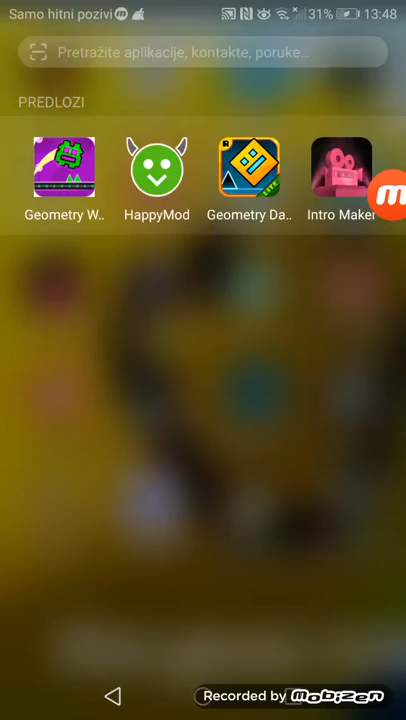 Samo hitni pozivi 31% 13:48
Pretražite aplikacije, kontakte, poruke...
PREDLOZI
Geometry W.. HappyMod Geometry Da.. Intro Maker
Recorded by mobizen